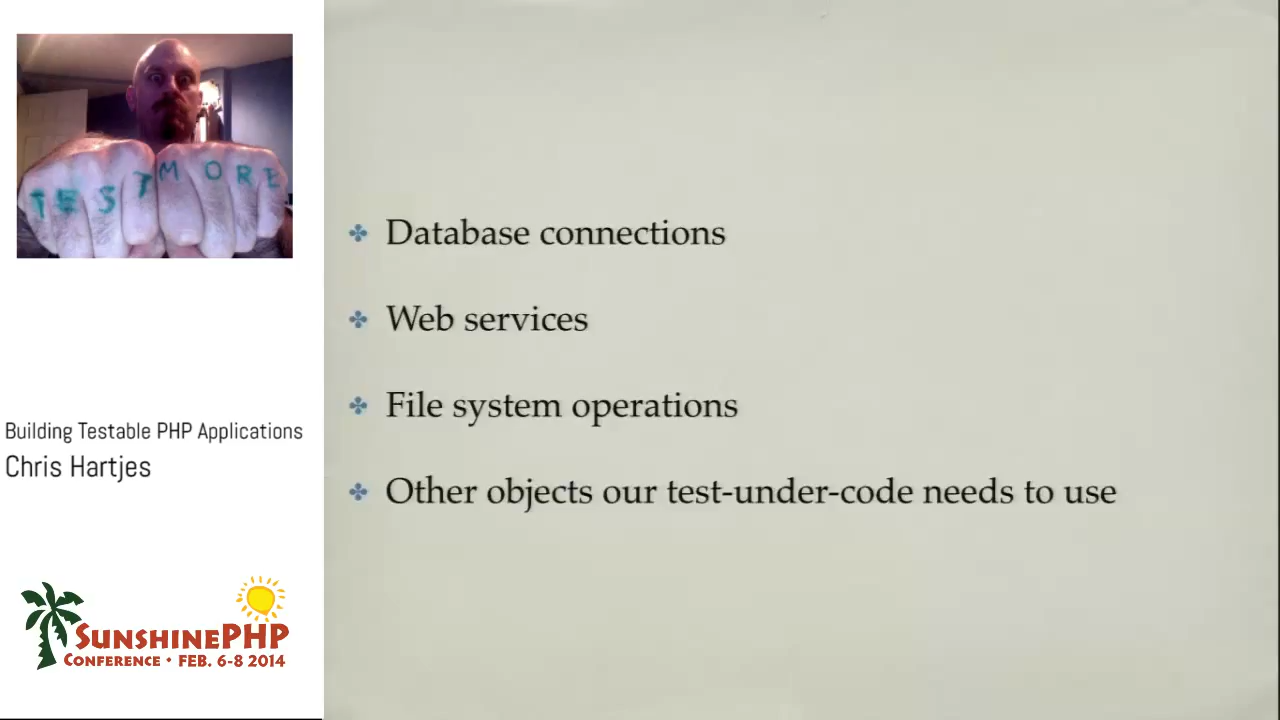 TEST MORE
Database connections
Web services
File system operations
Other objects our test-under-code needs to use
Building Testable PHP Applications
Chris Hartjes
SUNSHINEPHP
CONFERENCE • FEB. 6-8 2014